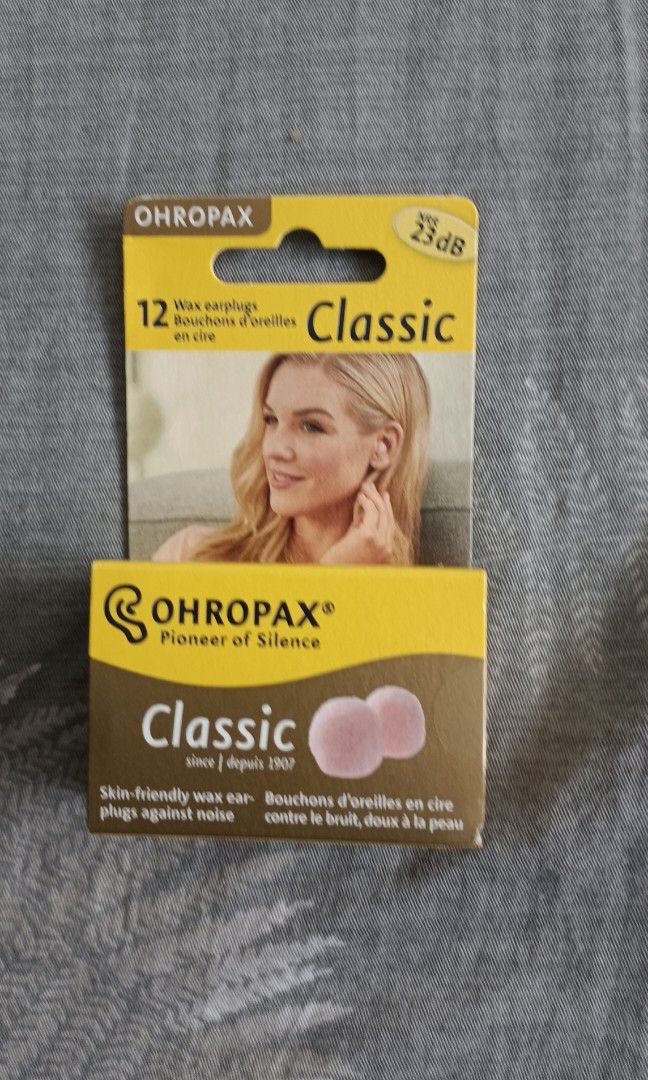 OHROPAX
NRR
23dB
12 Wax earplugs
Bouchons d'oreilles
en cire
Classic
OHROPAX®
Pioneer of Silence
Classic
since | depuis 1907
Skin-friendly wax ear-
plugs against noise
Bouchons d'oreilles en cire
contre le bruit, doux à la peau